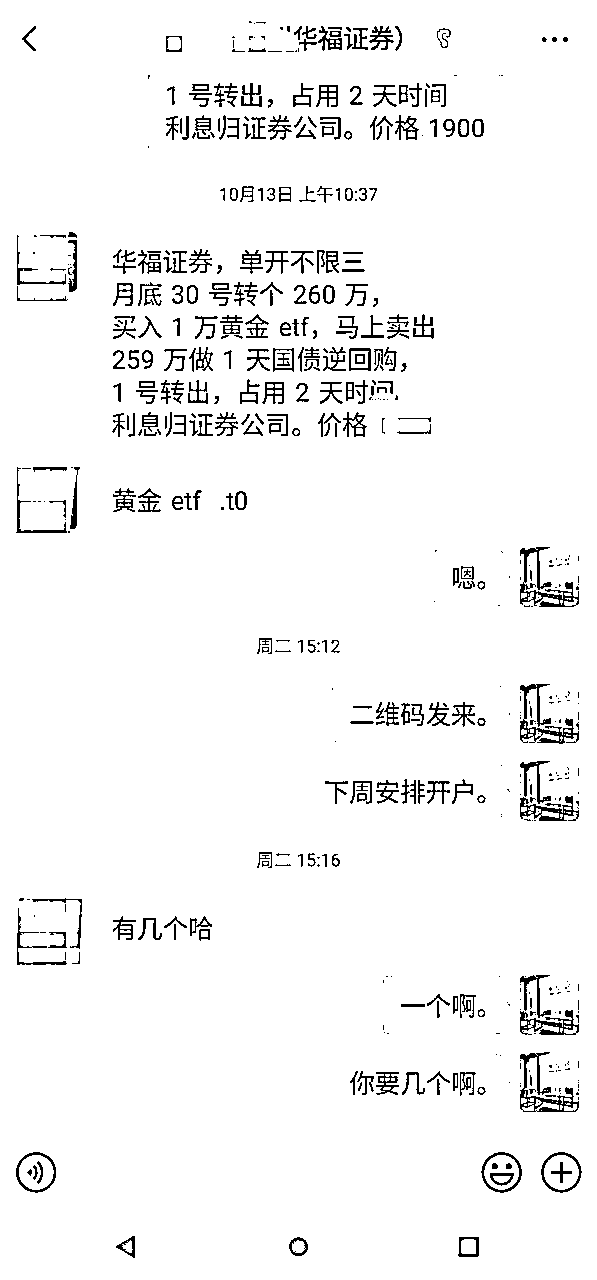 (华福证券）
1 号转出，占用 2 天时间
利息归证券公司。价格 1900
10月13日 上午10:37
华福证券，单开不限三
月底 30 号转个 260 万，
买入 1 万黄金 etf，马上卖出
259 万做 1 天国债逆回购，
1 号转出，占用 2 天时间.
利息归证券公司。价格
黄金 etf .t0
嗯。
周二 15:12
二维码发来。
下周安排开户。
周二 15:16
有几个哈
一个啊。
你要几个啊。